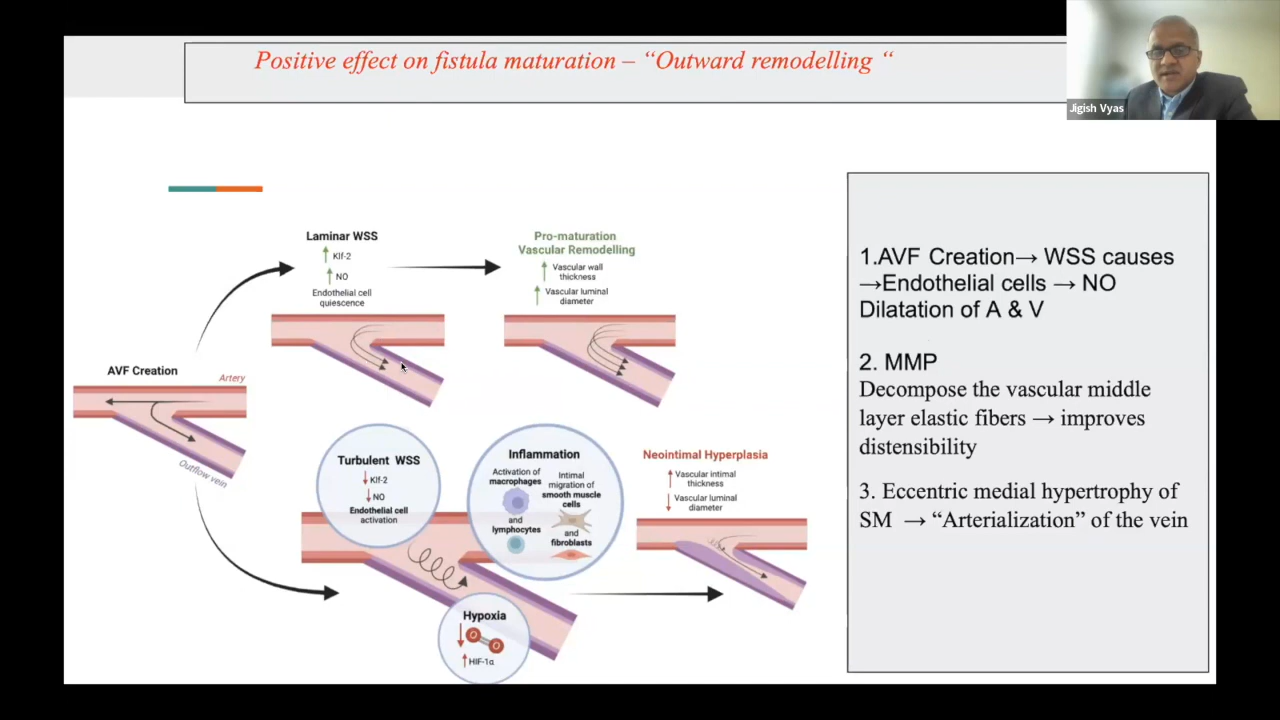 Positive effect on fistula maturation – “Outward remodelling “
Jigish Vyas
Laminar WSS
Klf-2
NO
Endothelial cell
quiescence
Pro-maturation
Vascular Remodelling
Vascular wall
thickness
Vascular luminal
diameter
AVF Creation
Artery
Outflow vein
Turbulent WSS
Klf-2
NO
Endothelial cell
activation
Inflammation
Activation of
macrophages
and
lymphocytes
Intimal
migration of
smooth muscle
cells
and
fibroblasts
Hypoxia
O
O
HIF-1α
Neointimal Hyperplasia
Vascular intimal
thickness
Vascular luminal
diameter
1.AVF Creation→ WSS causes
→Endothelial cells → NO
Dilatation of A & V
2. MMP
Decompose the vascular middle
layer elastic fibers → improves
distensibility
3. Eccentric medial hypertrophy of
SM → “Arterialization” of the vein